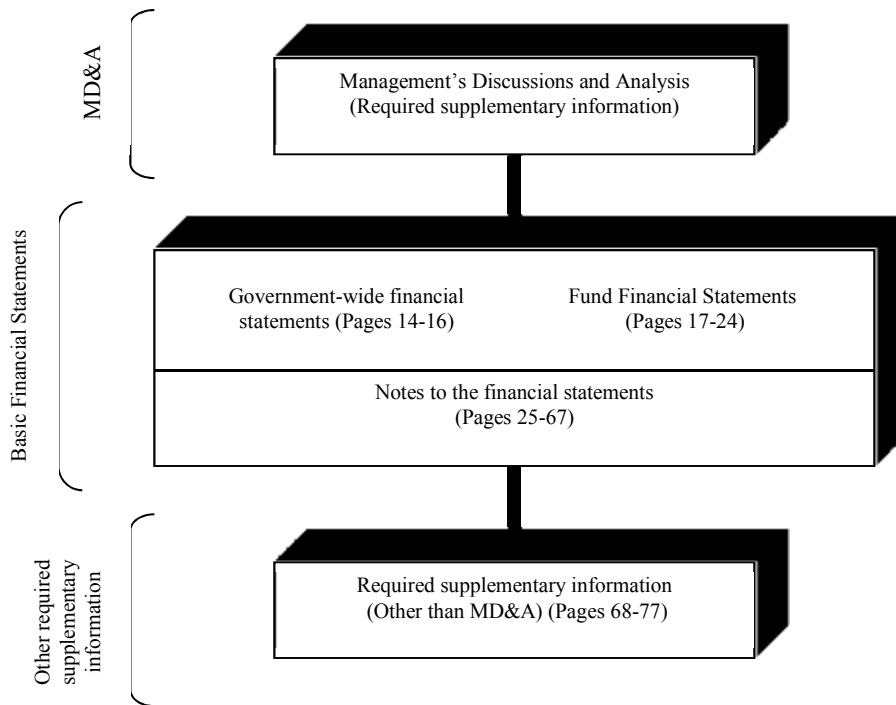 MD&A
Management’s Discussions and Analysis
(Required supplementary information)
Basic Financial Statements
Government-wide financial
statements (Pages 14-16)
Fund Financial Statements
(Pages 17-24)
Notes to the financial statements
(Pages 25-67)
Other required
supplementary
information
Required supplementary information
(Other than MD&A) (Pages 68-77)